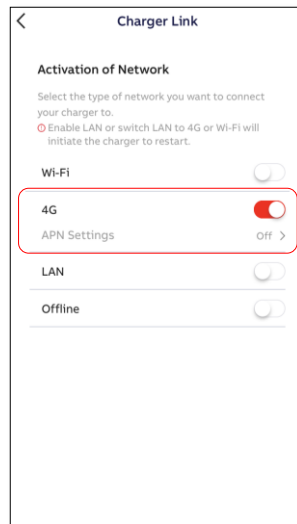 Charger Link
Activation of Network
Select the type of network you want to connect
your charger to.
Enable LAN or switch LAN to 4G or Wi-Fi will
initiate the charger to restart.
Wi-Fi
4G
APN Settings Off
LAN
Offline